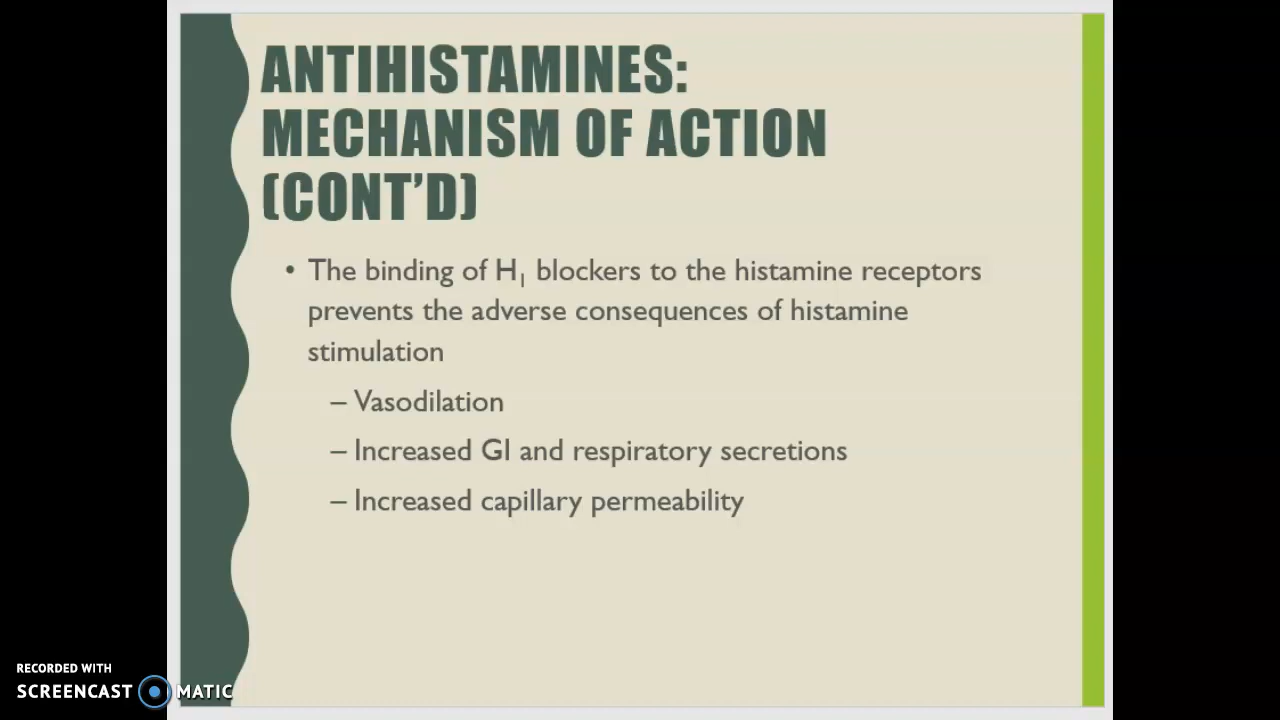 ANTIHISTAMINES:
MECHANISM OF ACTION
(CONT’D)
• The binding of H₁ blockers to the histamine receptors
prevents the adverse consequences of histamine
stimulation
– Vasodilation
– Increased GI and respiratory secretions
– Increased capillary permeability
RECORDED WITH
SCREENCAST MATIC